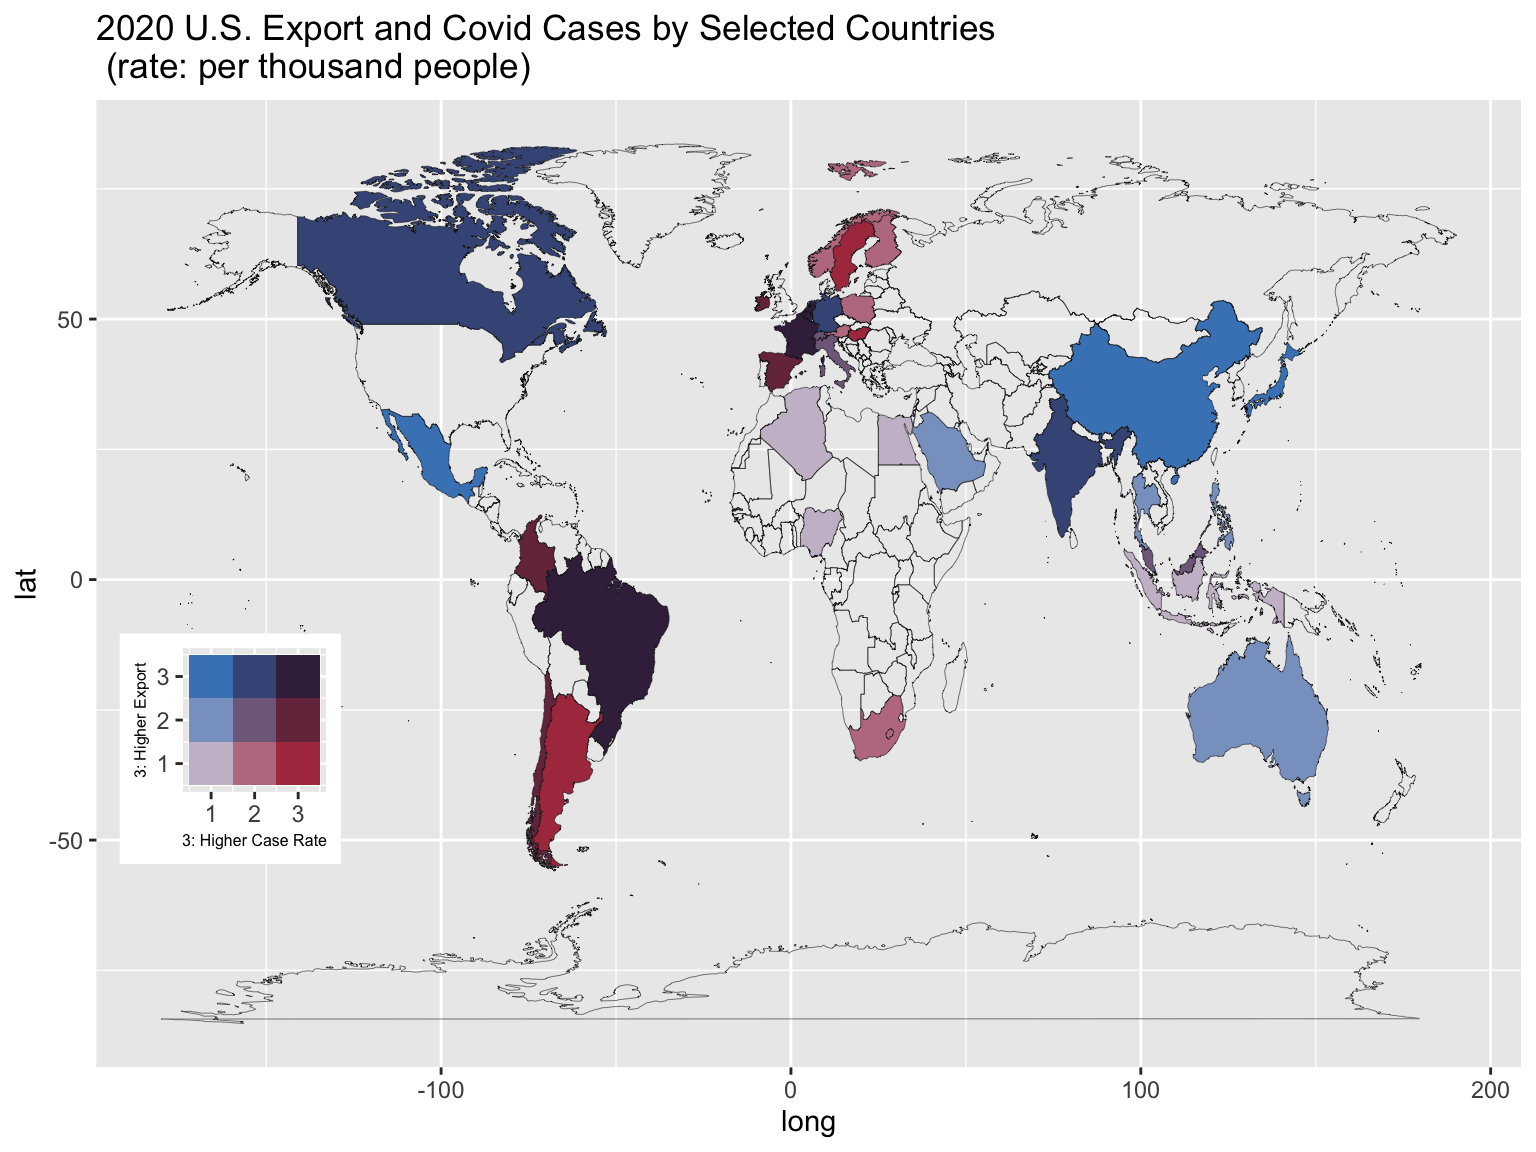 2020 U.S. Export and Covid Cases by Selected Countries
(rate: per thousand people)
lat
50
0
-50
3: Higher Export
3
2
1
1 2 3
3: Higher Case Rate
-100 0 100 200
long